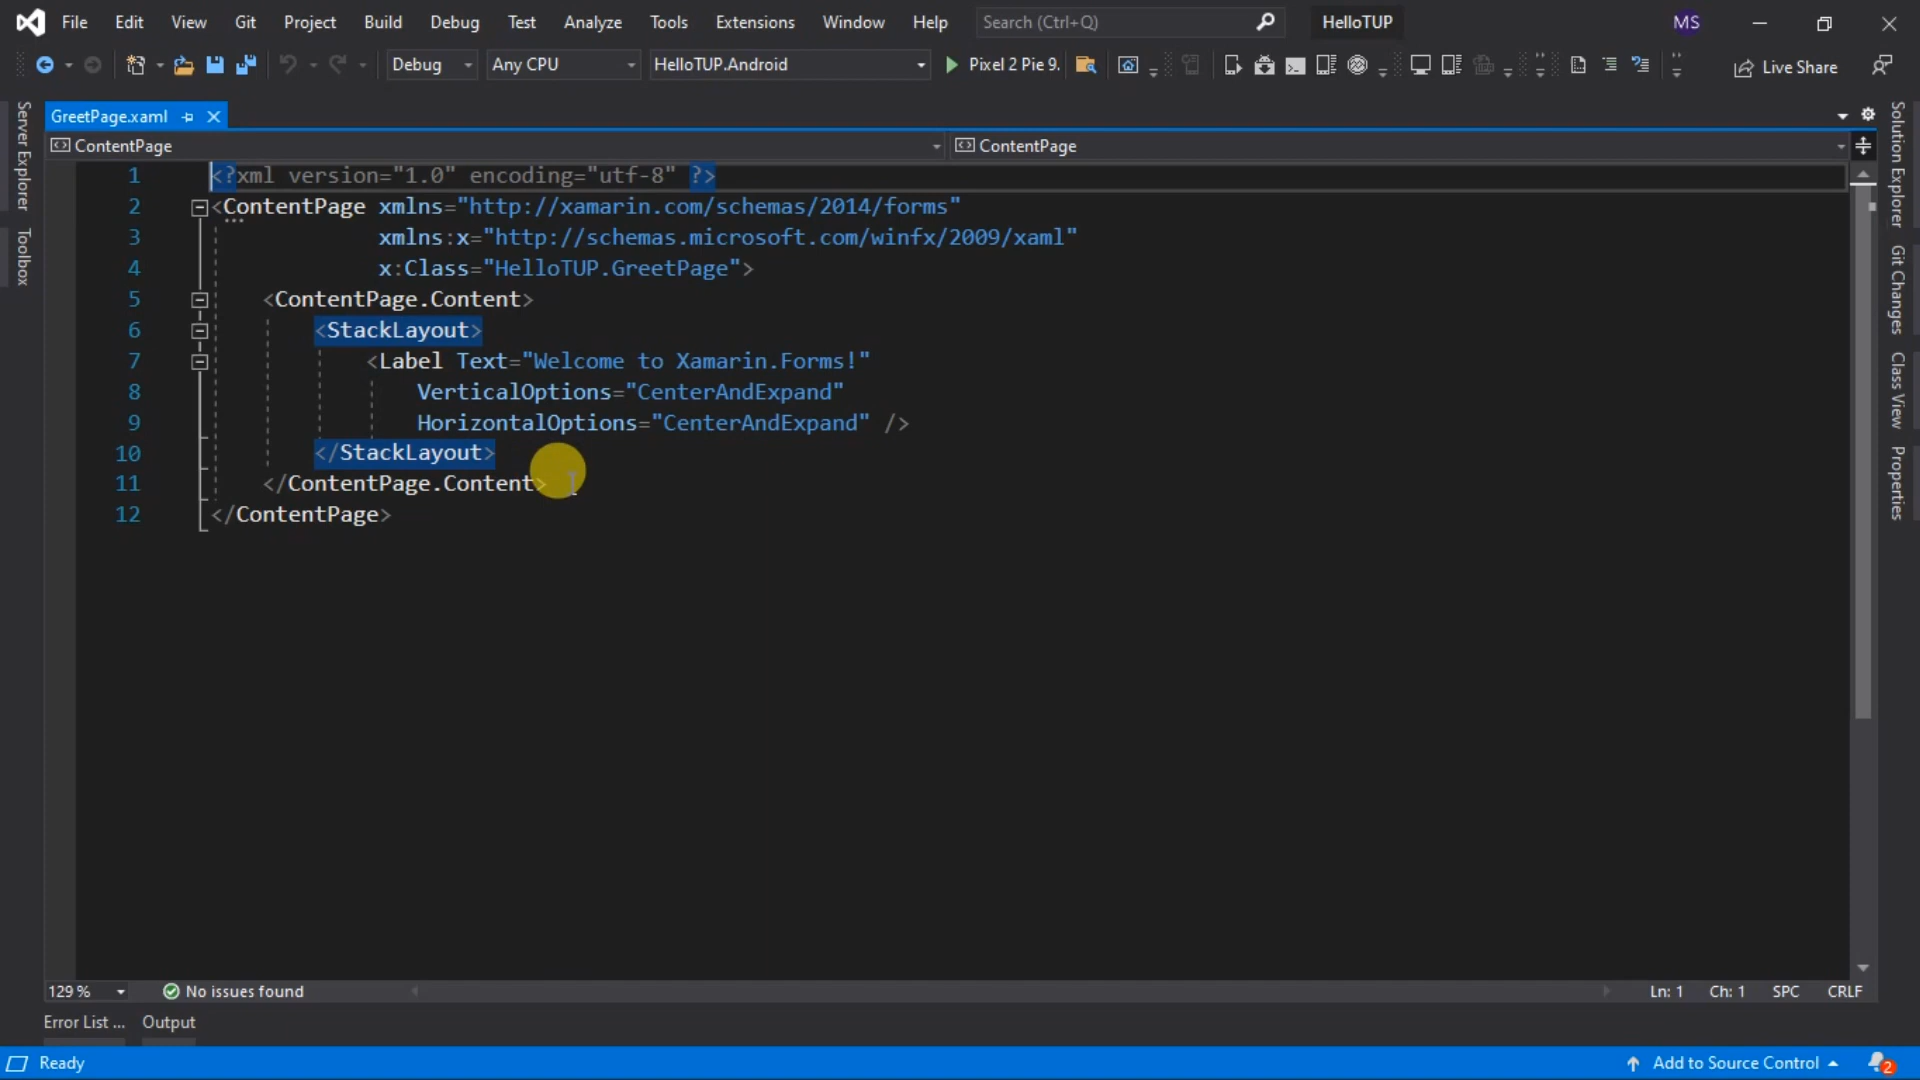 File Edit View Git Project Build Debug Test Analyze Tools Extensions Window Help Search (Ctrl+Q) HelloTUP MS
Debug Any CPU HelloTUP.Android Pixel 2 Pie 9. Live Share
GreetPage.xaml
ContentPage ContentPage
1 <?xml version="1.0" encoding="utf-8" ?>
2 <ContentPage xmlns="http://xamarin.com/schemas/2014/forms"
3 xmlns:x="http://schemas.microsoft.com/winfx/2009/xaml"
4 x:Class="HelloTUP.GreetPage">
5 <ContentPage.Content>
6 <StackLayout>
7 <Label Text="Welcome to Xamarin.Forms!"
8 VerticalOptions="CenterAndExpand"
9 HorizontalOptions="CenterAndExpand" />
10 </StackLayout>
11 </ContentPage.Content>
12 </ContentPage>
Server Explorer
Toolbox
Solution Explorer
Git Changes
Class View
Properties
129 % No issues found Ln: 1 Ch: 1 SPC CRLF
Error List ... Output
Ready Add to Source Control 2